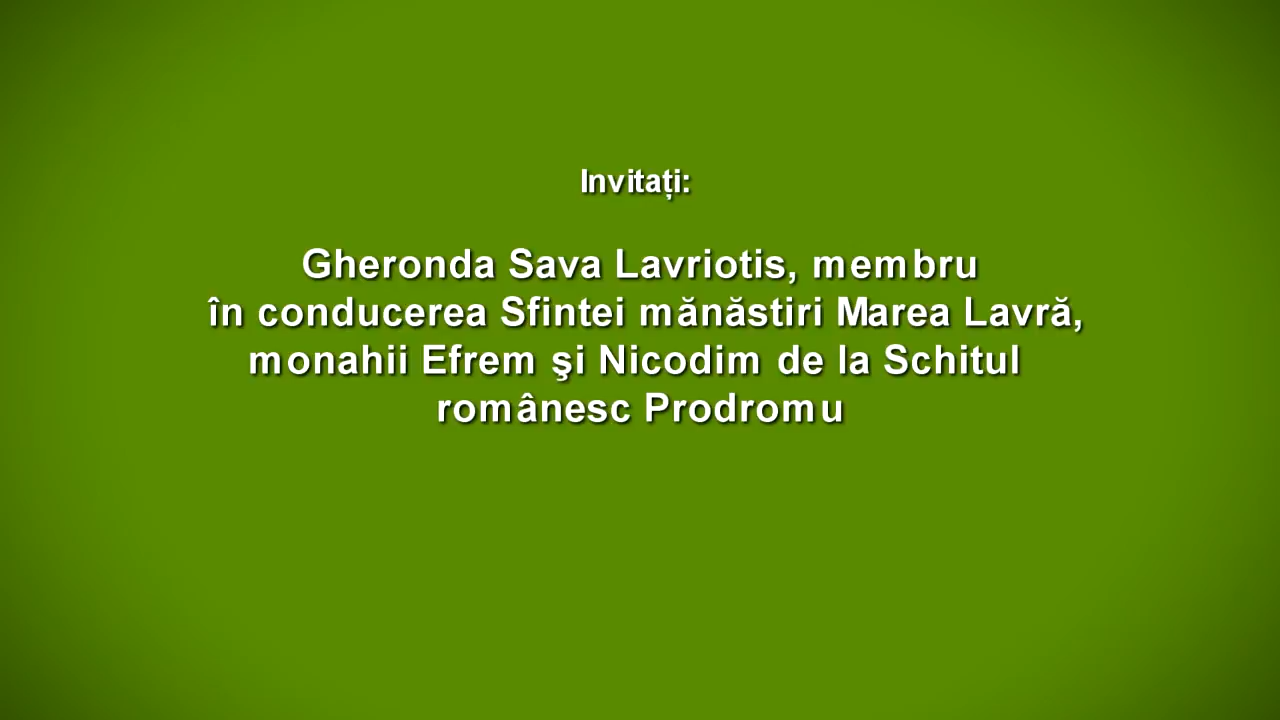 Invitați:
Gheronda Sava Lavriotis, membru
în conducerea Sfintei mănăstiri Marea Lavră,
monahii Efrem şi Nicodim de la Schitul
românesc Prodromu